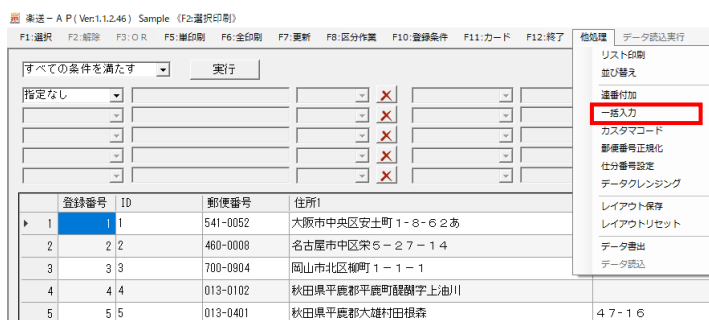 楽送－ＡＰ( Ver:1.1.2.46) Sample 《F2:選択印刷》
F1:選択 F2:解除 F3:ＯＲ F5:単印刷 F6:全印刷 F7:更新 F8:区分作業 F10:登録条件 F11:カード F12:終了 他処理 データ読込実行
すべての条件を満たす 実行
指定なし
リスト印刷
並び替え
連番付加
一括入力
カスタマコード
郵便番号正規化
仕分番号設定
データクレンジング
レイアウト保存
レイアウトリセット
データ書出
データ読込
登録番号 ID 郵便番号 住所1
1 1 1 541-0052 大阪市中央区安土町１-８-６２あ
2 2 2 460-0008 名古屋市中区栄５－２７－１４
3 3 3 700-0904 岡山市北区柳町１－１－１
4 4 4 013-0102 秋田県平鹿郡平鹿町醍醐字上油川
5 5 5 013-0401 秋田県平鹿郡大雄村田根森 ４７-１６